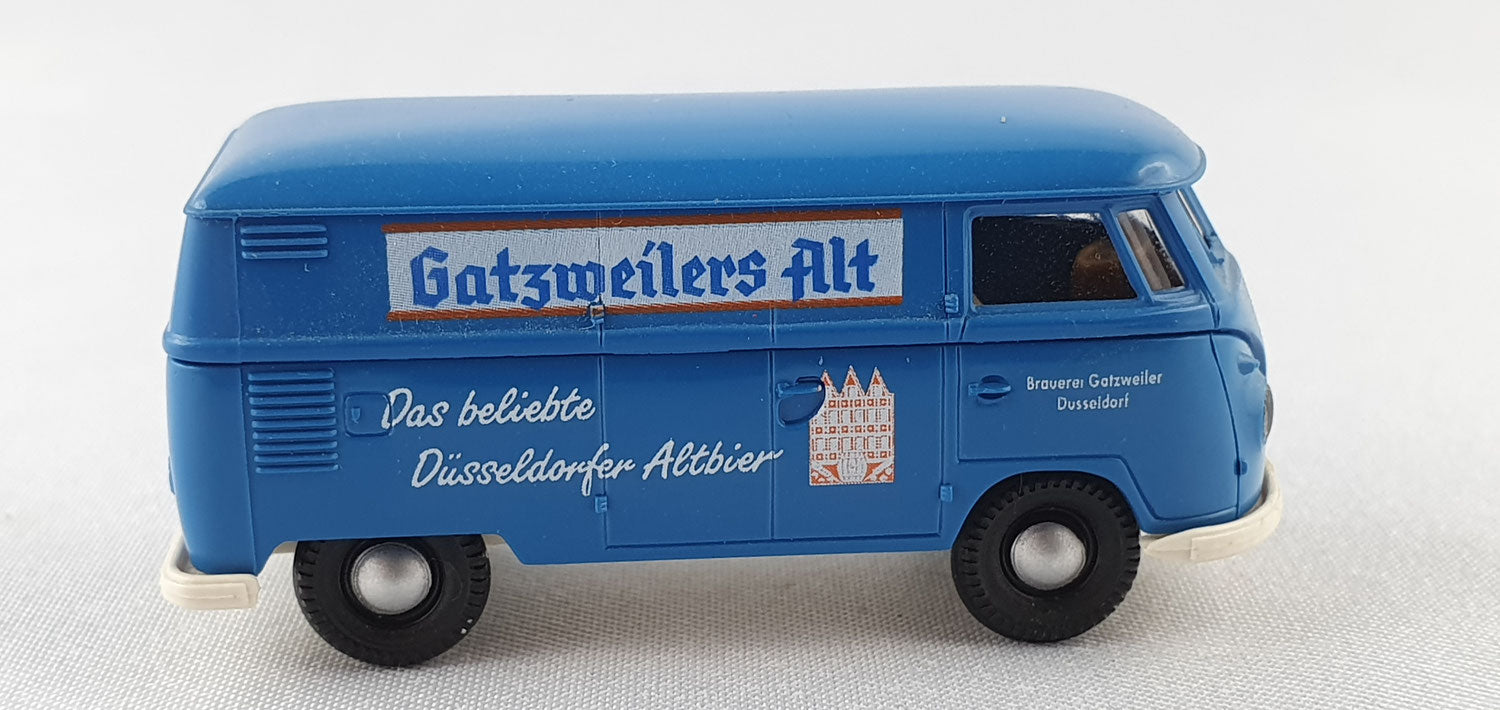 Gatzweilers Alt
Das beliebte
Düsseldorfer Altbier
Brauerei Gatzweiler
Dusseldorf